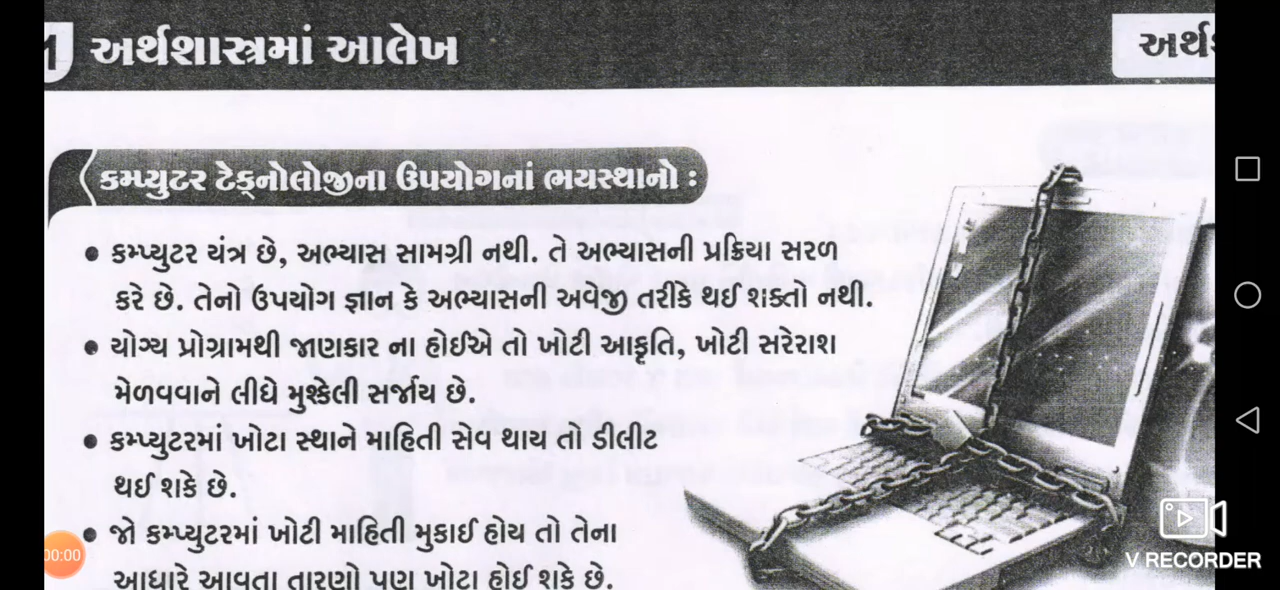 1 અર્થશાસ્ત્રમાં આલેખ
કમ્પ્યુટર ટેક્નોલોજીના ઉપયોગનાં ભયસ્થાનો :
• કમ્પ્યુટર યંત્ર છે, અભ્યાસ સામગ્રી નથી. તે અભ્યાસની પ્રક્રિયા સરળ
કરે છે. તેનો ઉપયોગ જ્ઞાન કે અભ્યાસની અવેજી તરીકે થઈ શક્તો નથી.
• યોગ્ય પ્રોગ્રામથી જાણકાર ના હોઈએ તો ખોટી આકૃતિ, ખોટી સરેરાશ
મેળવવાને લીધે મુશ્કેલી સર્જાય છે.
• કમ્પ્યુટરમાં ખોટા સ્થાને માહિતી સેવ થાય તો ડીલીટ
થઈ શકે છે.
• જો કમ્પ્યુટરમાં ખોટી માહિતી મુકાઈ હોય તો તેના
આધારે આવતા તારણો પણ ખોટા હોઈ શકે છે.
00:00
V RECORDER